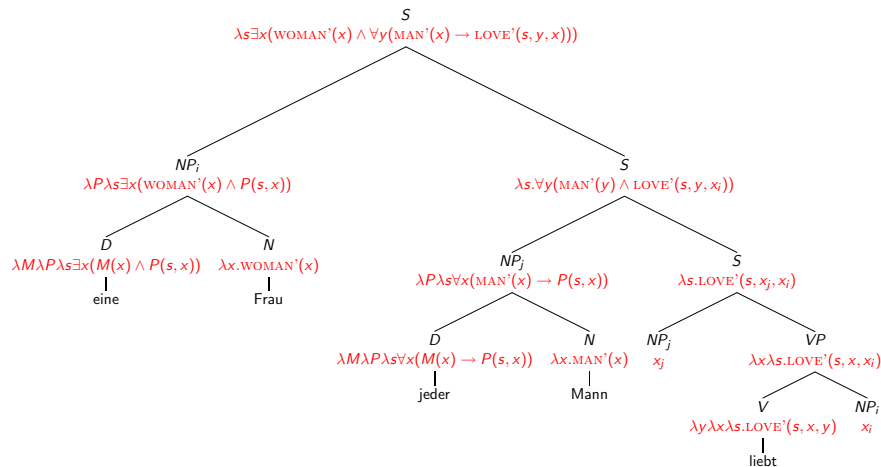 S
λs∃x(WOMAN’(x) ∧ ∀y(MAN’(x) → LOVE’(s, y, x)))
NP_i
λPλs∃x(WOMAN’(x) ∧ P(s, x))
S
λs.∀y(MAN’(y) ∧ LOVE’(s, y, x_i))
D
λMλPλs∃x(M(x) ∧ P(s, x))
eine
N
λx.WOMAN’(x)
Frau
NP_j
λPλs∀x(MAN’(x) → P(s, x))
S
λs.LOVE’(s, x_j, x_i)
D
λMλPλs∀x(M(x) → P(s, x))
jeder
N
λx.MAN’(x)
Mann
NP_j
x_j
VP
λxλs.LOVE’(s, x, x_i)
V
λyλxλs.LOVE’(s, x, y)
liebt
NP_i
x_i